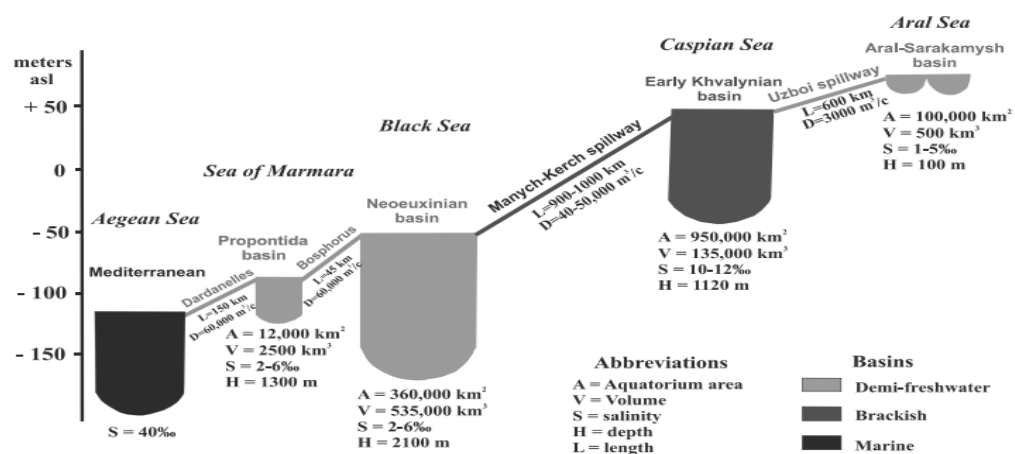 Aral Sea
Caspian Sea
Aral-Sarakamysh
basin
meters
asl
Early Khvalynian
basin
Uzboi spillway
+ 50
L=600 km
D=3000 m³/c
A = 100,000 km²
V = 500 km³
S = 1-5‰
H = 100 m
Black Sea
Manych-Kerch spillway
L=900-1000 km
D=40-50,000 m³/c
0
Sea of Marmara
Neoeuxinian
basin
Aegean Sea
- 50
Propontida
basin
Bosphorus
L=45 km
D=60,000 m³/c
A = 950,000 km²
V = 135,000 km³
S = 10-12‰
H = 1120 m
Mediterranean
Dardanelles
L=150 km
D=60,000 m³/c
- 100
A = 12,000 km²
V = 2500 km³
S = 2-6‰
H = 1300 m
- 150
A = 360,000 km²
V = 535,000 km³
S = 2-6‰
H = 2100 m
S = 40‰
Abbreviations
A = Aquatorium area
V = Volume
S = salinity
H = depth
L = length
Basins
Demi-freshwater
Brackish
Marine